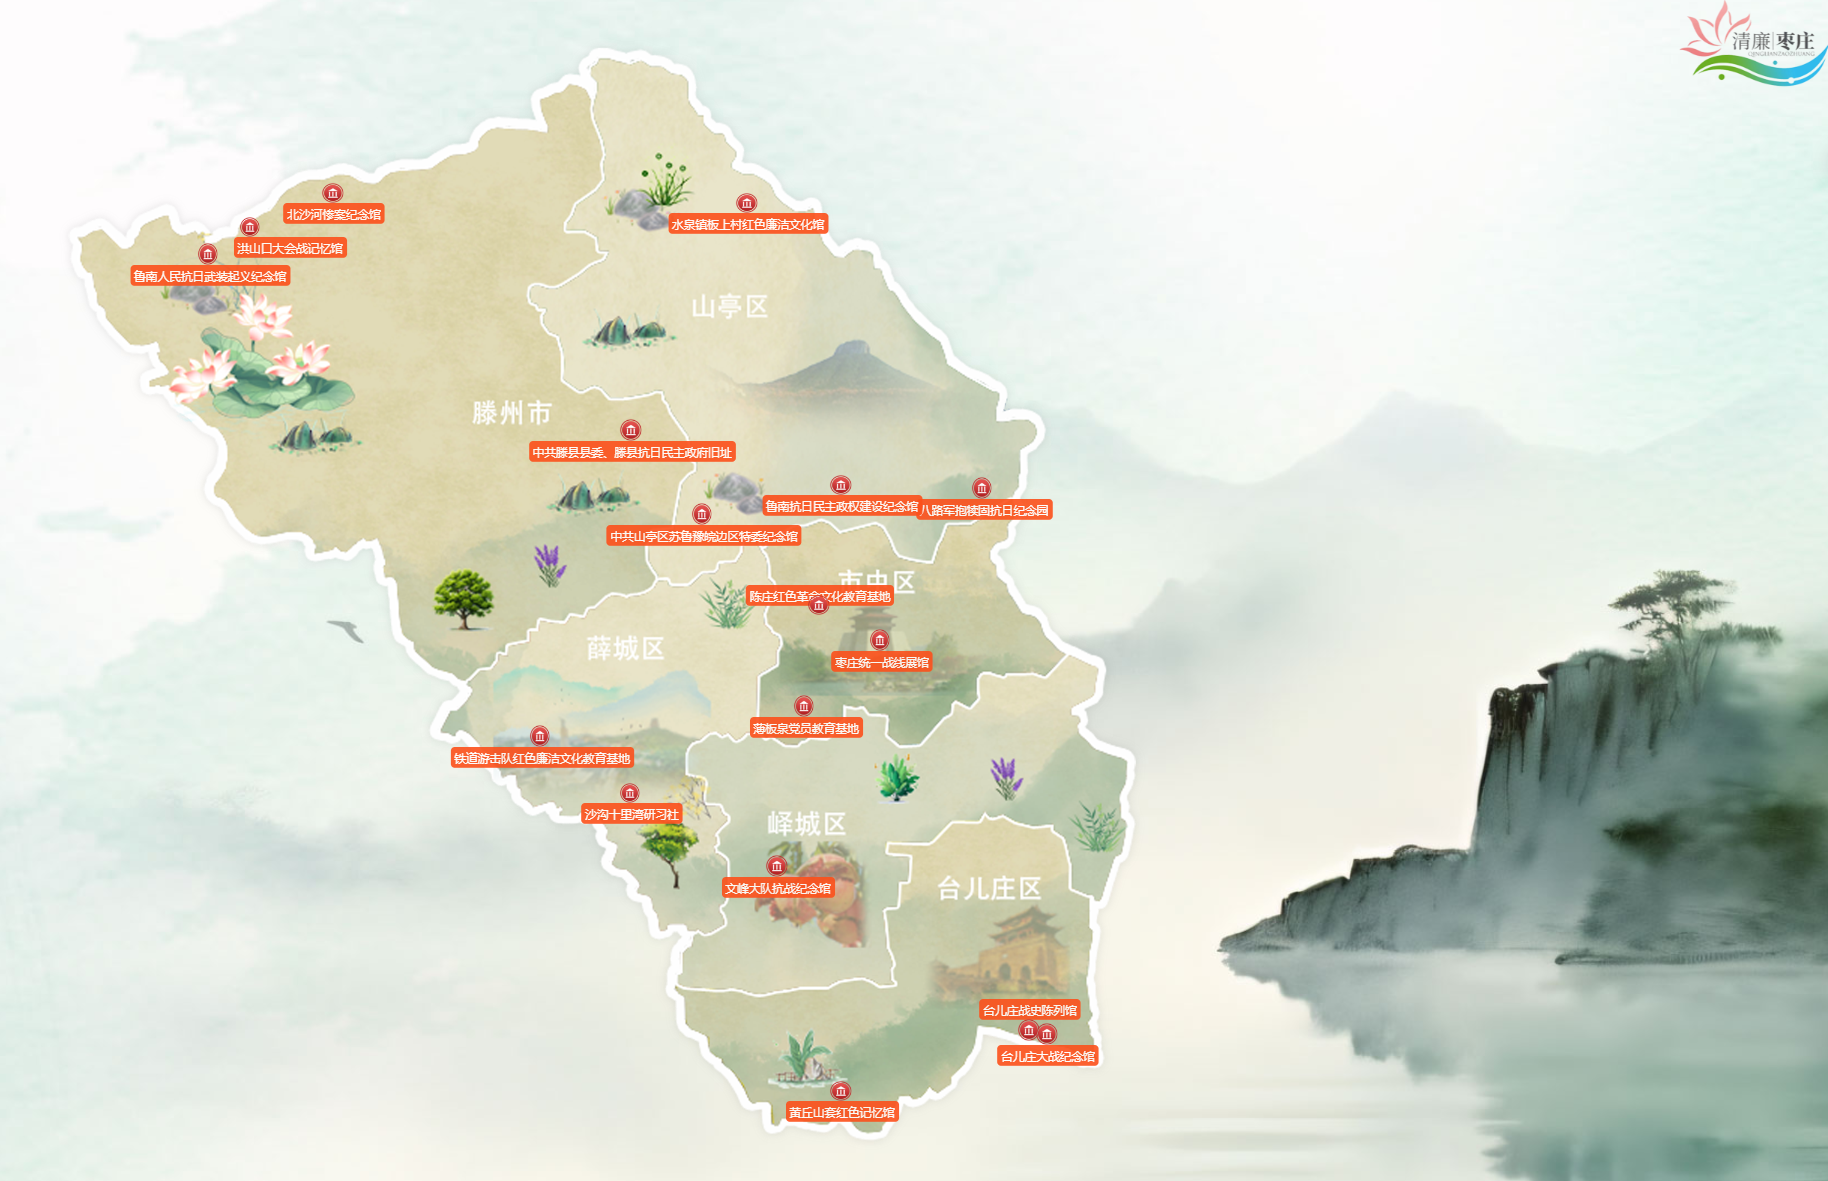 清廉枣庄
QINGLIANZAOZHUANG
北沙河惨案纪念馆
水泉镇板上村红色廉洁文化馆
洪山口大会战记忆馆
鲁南人民抗日武装起义纪念馆
山亭区
滕州市
中共滕县县委、滕县抗日民主政府旧址
鲁南抗日民主政权建设纪念馆
八路军抱犊崮抗日纪念园
中共山亭区苏鲁豫皖边区特委纪念馆
市中区
陈庄红色革命文化教育基地
薛城区
枣庄统一战线展馆
薄板泉党员教育基地
铁道游击队红色廉洁文化教育基地
沙沟十里湾研习社
峄城区
文峰大队抗战纪念馆
台儿庄区
台儿庄战史陈列馆
台儿庄大战纪念馆
黄丘山套红色记忆馆